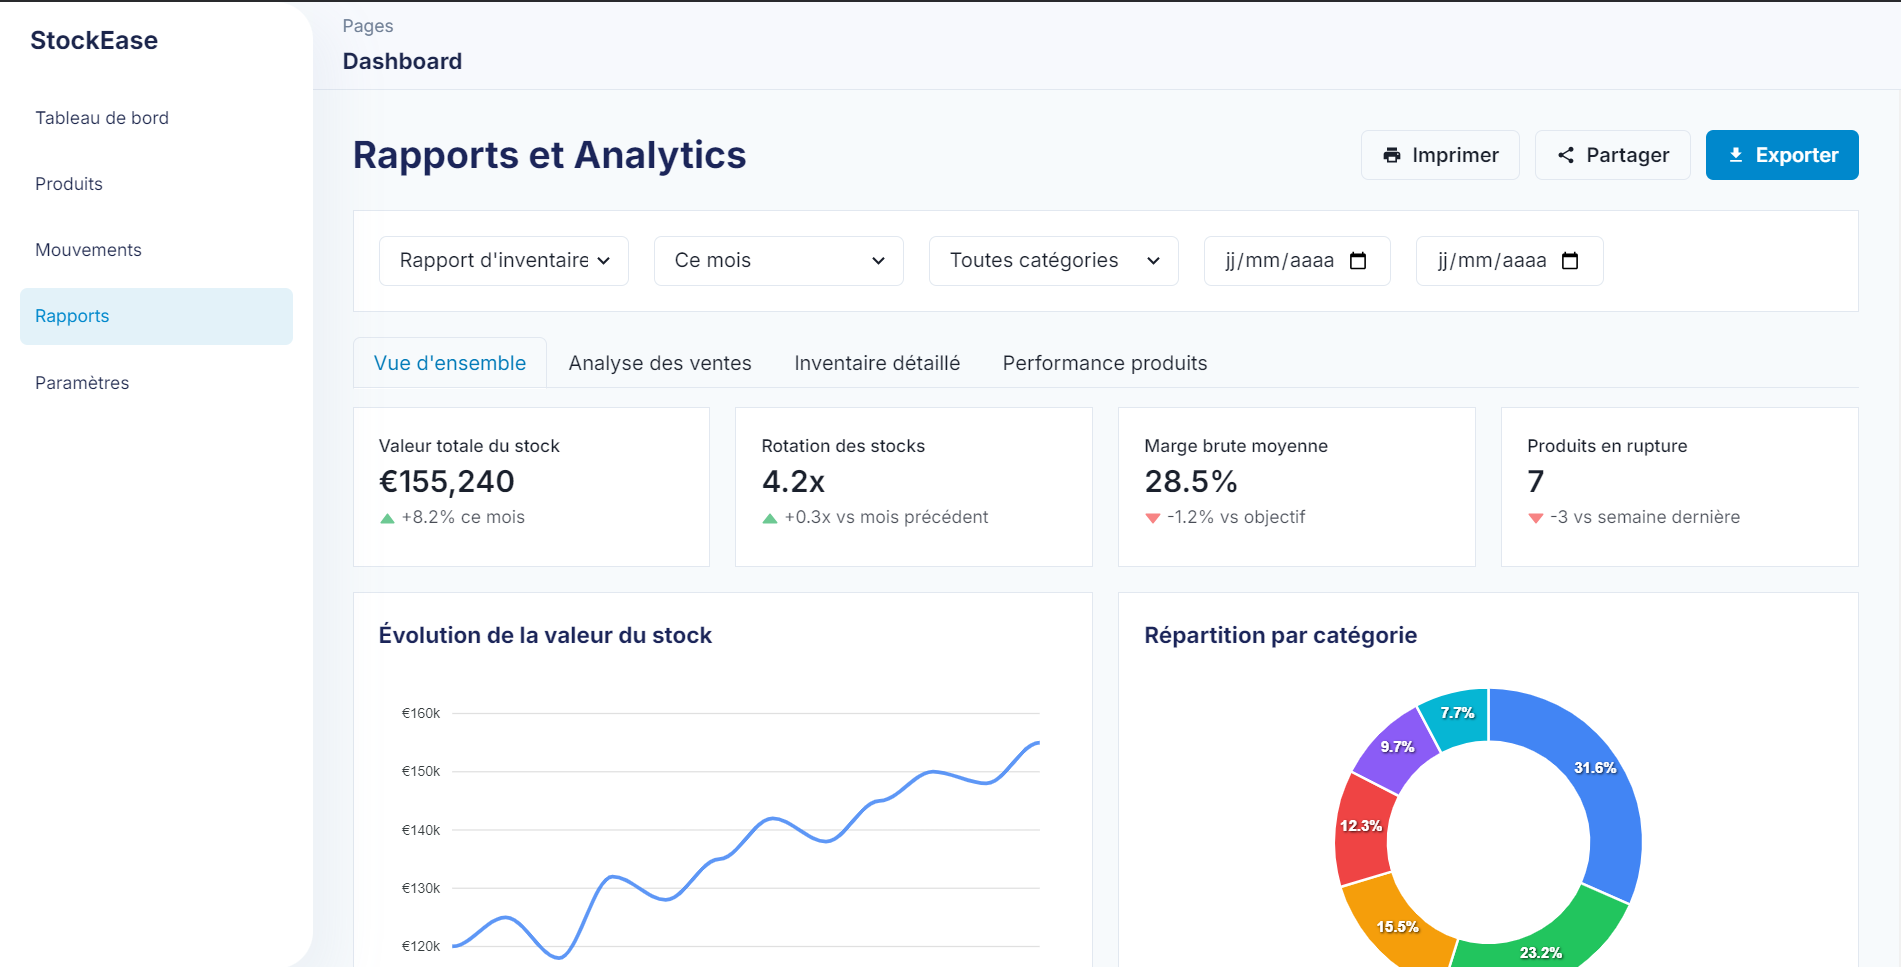 StockEase
Tableau de bord
Produits
Mouvements
Rapports
Paramètres
Pages
Dashboard
Rapports et Analytics
Imprimer
Partager
Exporter
Rapport d'inventaire
Ce mois
Toutes catégories
jj/mm/aaaa
jj/mm/aaaa
Vue d'ensemble
Analyse des ventes
Inventaire détaillé
Performance produits
Valeur totale du stock
€155,240
+8.2% ce mois
Rotation des stocks
4.2x
+0.3x vs mois précédent
Marge brute moyenne
28.5%
-1.2% vs objectif
Produits en rupture
7
-3 vs semaine dernière
Évolution de la valeur du stock
€160k
€150k
€140k
€130k
€120k
Répartition par catégorie
7.7%
9.7%
31.6%
12.3%
15.5%
23.2%